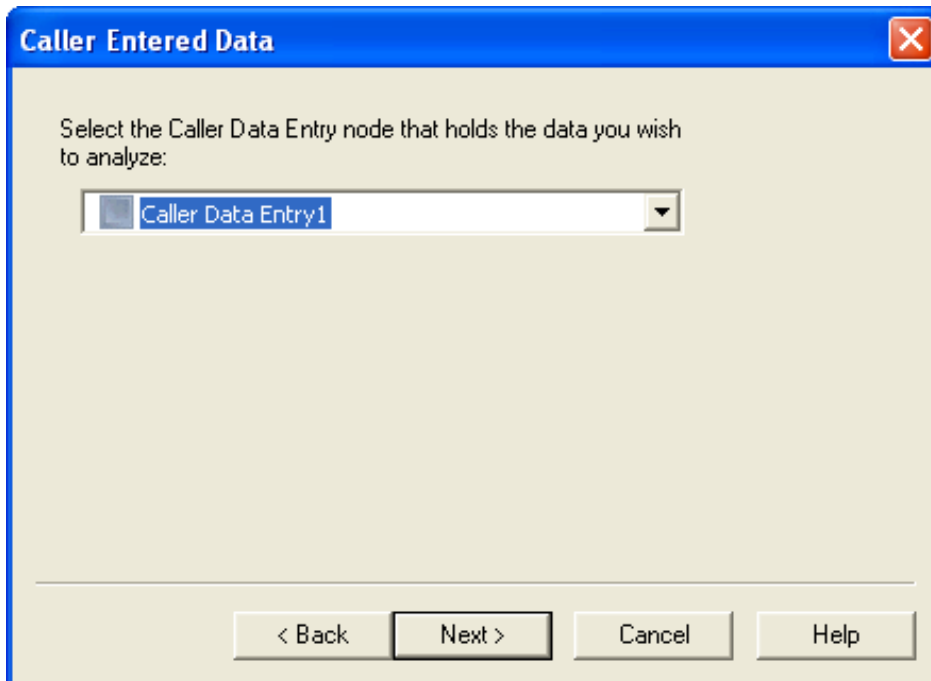 Caller Entered Data
Select the Caller Data Entry node that holds the data you wish
to analyze:
Caller Data Entry1
< Back
Next >
Cancel
Help